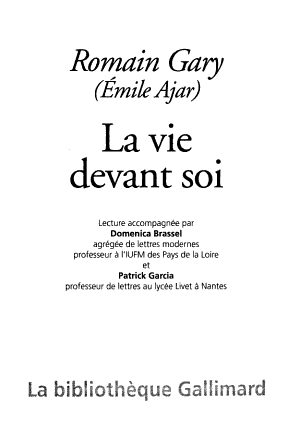 Romain Gary
(Émile Ajar)
La vie
devant soi
Lecture accompagnée par
Domenica Brassel
agrégée de lettres modernes
professeur à l'IUFM des Pays de la Loire
et
Patrick Garcia
professeur de lettres au lycée Livet à Nantes
La bibliothèque Gallimard